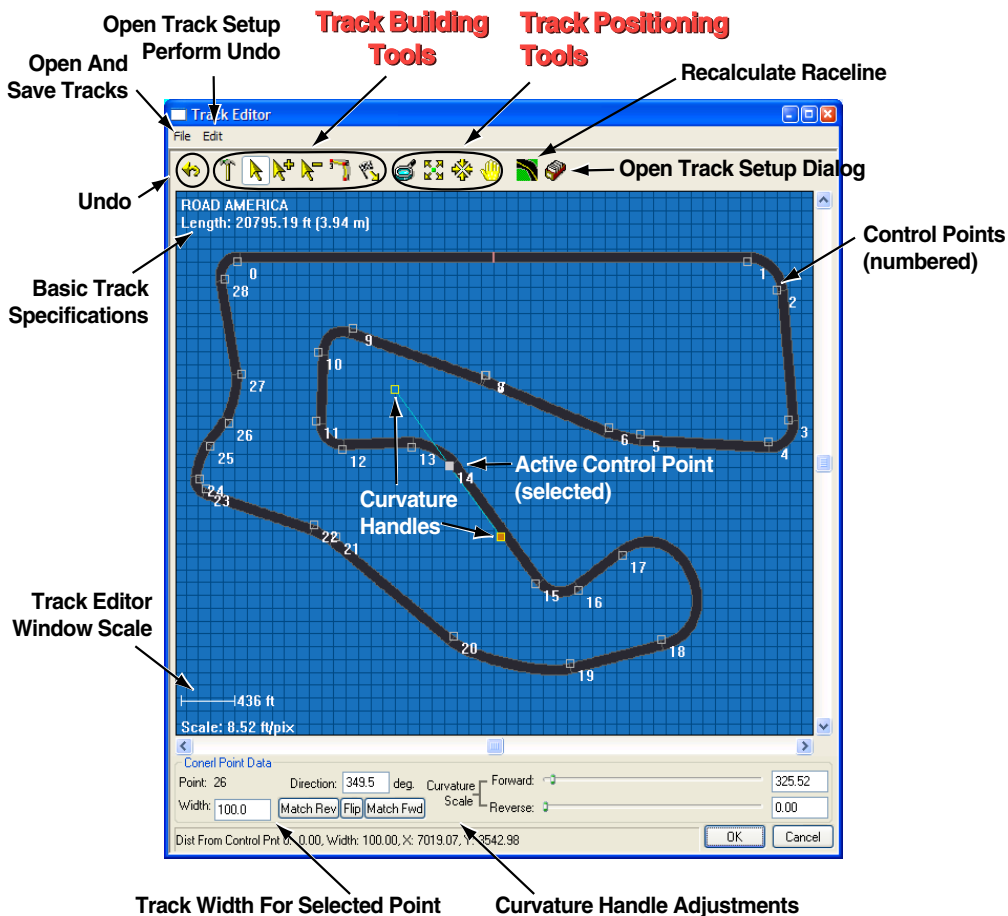 Open Track Setup
Perform Undo
Track Building
Tools
Track Positioning
Tools
Open And
Save Tracks
Recalculate Raceline
Track Editor
File Edit
Open Track Setup Dialog
Undo
ROAD AMERICA
Length: 20795.19 ft (3.94 m)
Control Points
(numbered)
Basic Track
Specifications
0
1
28
2
9
10
27
8
11
26
6
5
3
4
25
12
13
14
Active Control Point
(selected)
24
23
Curvature
Handles
22
21
17
15
16
Track Editor
Window Scale
20
18
19
436 ft
Scale: 8.52 ft/pix
Conerl Point Data
Point: 26 Direction: 349.5 deg. Curvature Scale Forward: 325.52
Width: 100.0 Match Rev Flip Match Fwd Reverse: 0.00
Dist From Control Pnt 0: 0.00, Width: 100.00, X: 7019.07, Y: 3542.98
OK Cancel
Track Width For Selected Point
Curvature Handle Adjustments